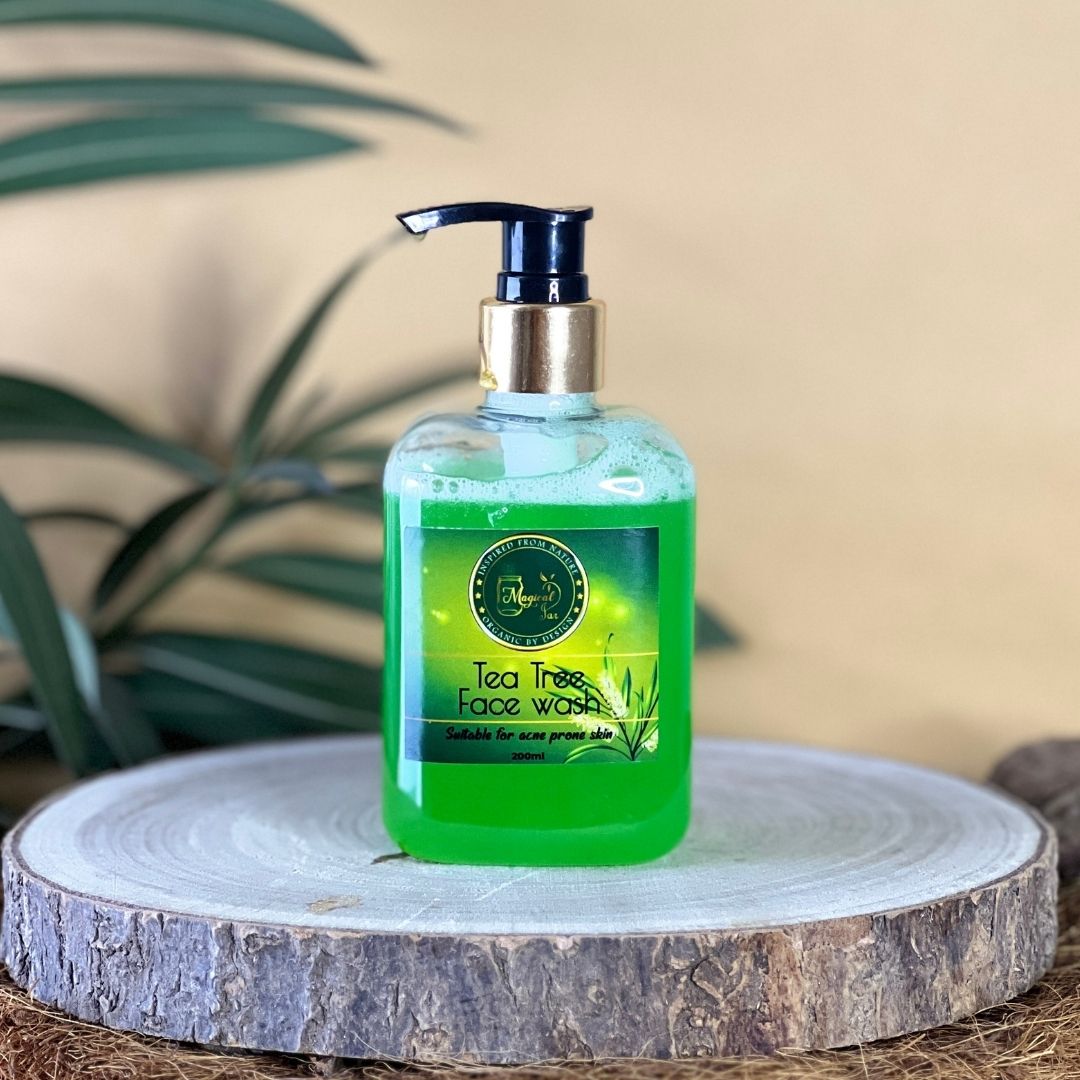 INSPIRED FROM NATURE
Magical
Jar
ORGANIC BY DESIGN
Tea Tree
Face wash
Suitable for acne prone skin
200ml